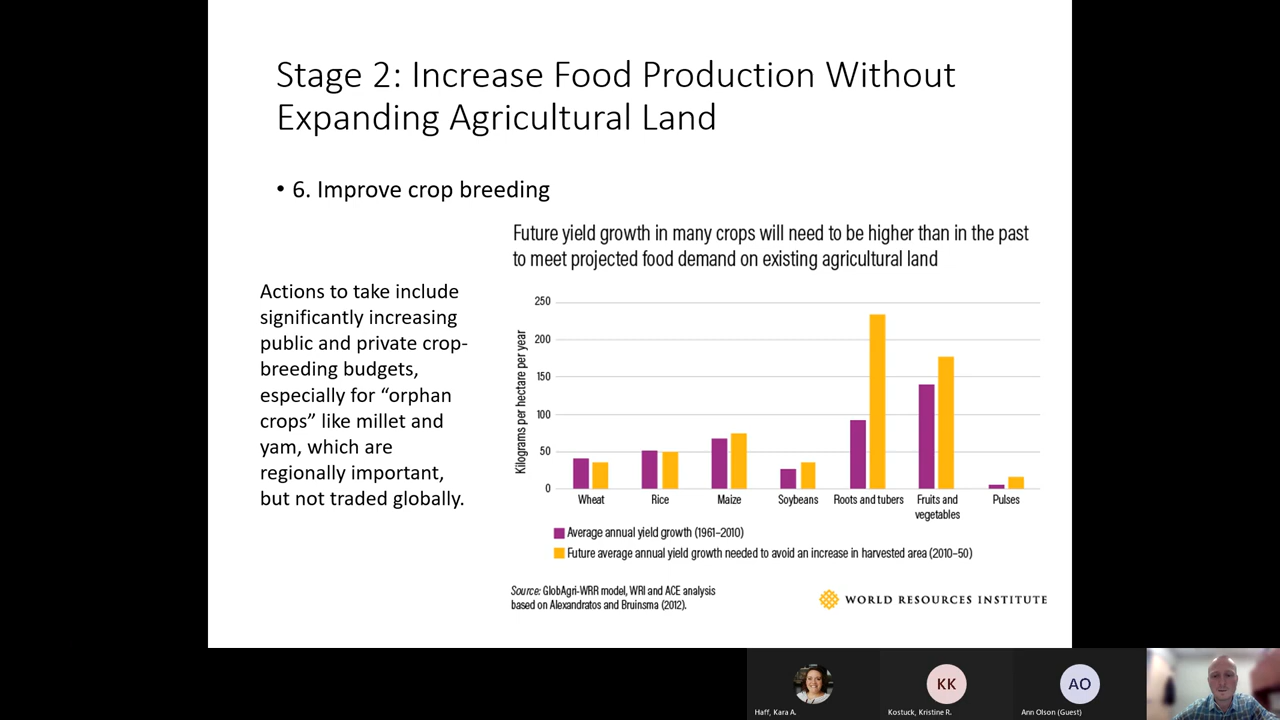 Stage 2: Increase Food Production Without
Expanding Agricultural Land
• 6. Improve crop breeding
Actions to take include
significantly increasing
public and private crop-
breeding budgets,
especially for “orphan
crops” like millet and
yam, which are
regionally important,
but not traded globally.
Future yield growth in many crops will need to be higher than in the past
to meet projected food demand on existing agricultural land
Kilograms per hectare per year
250
200
150
100
50
0
Wheat
Rice
Maize
Soybeans
Roots and tubers
Fruits and
vegetables
Pulses
Average annual yield growth (1961–2010)
Future average annual yield growth needed to avoid an increase in harvested area (2010–50)
Source: GlobAgri-WRR model, WRI and ACE analysis
based on Alexandratos and Bruinsma (2012).
WORLD RESOURCES INSTITUTE
KK
AO
Haff, Kara A.
Kostuck, Kristine R.
Ann Olson (Guest)